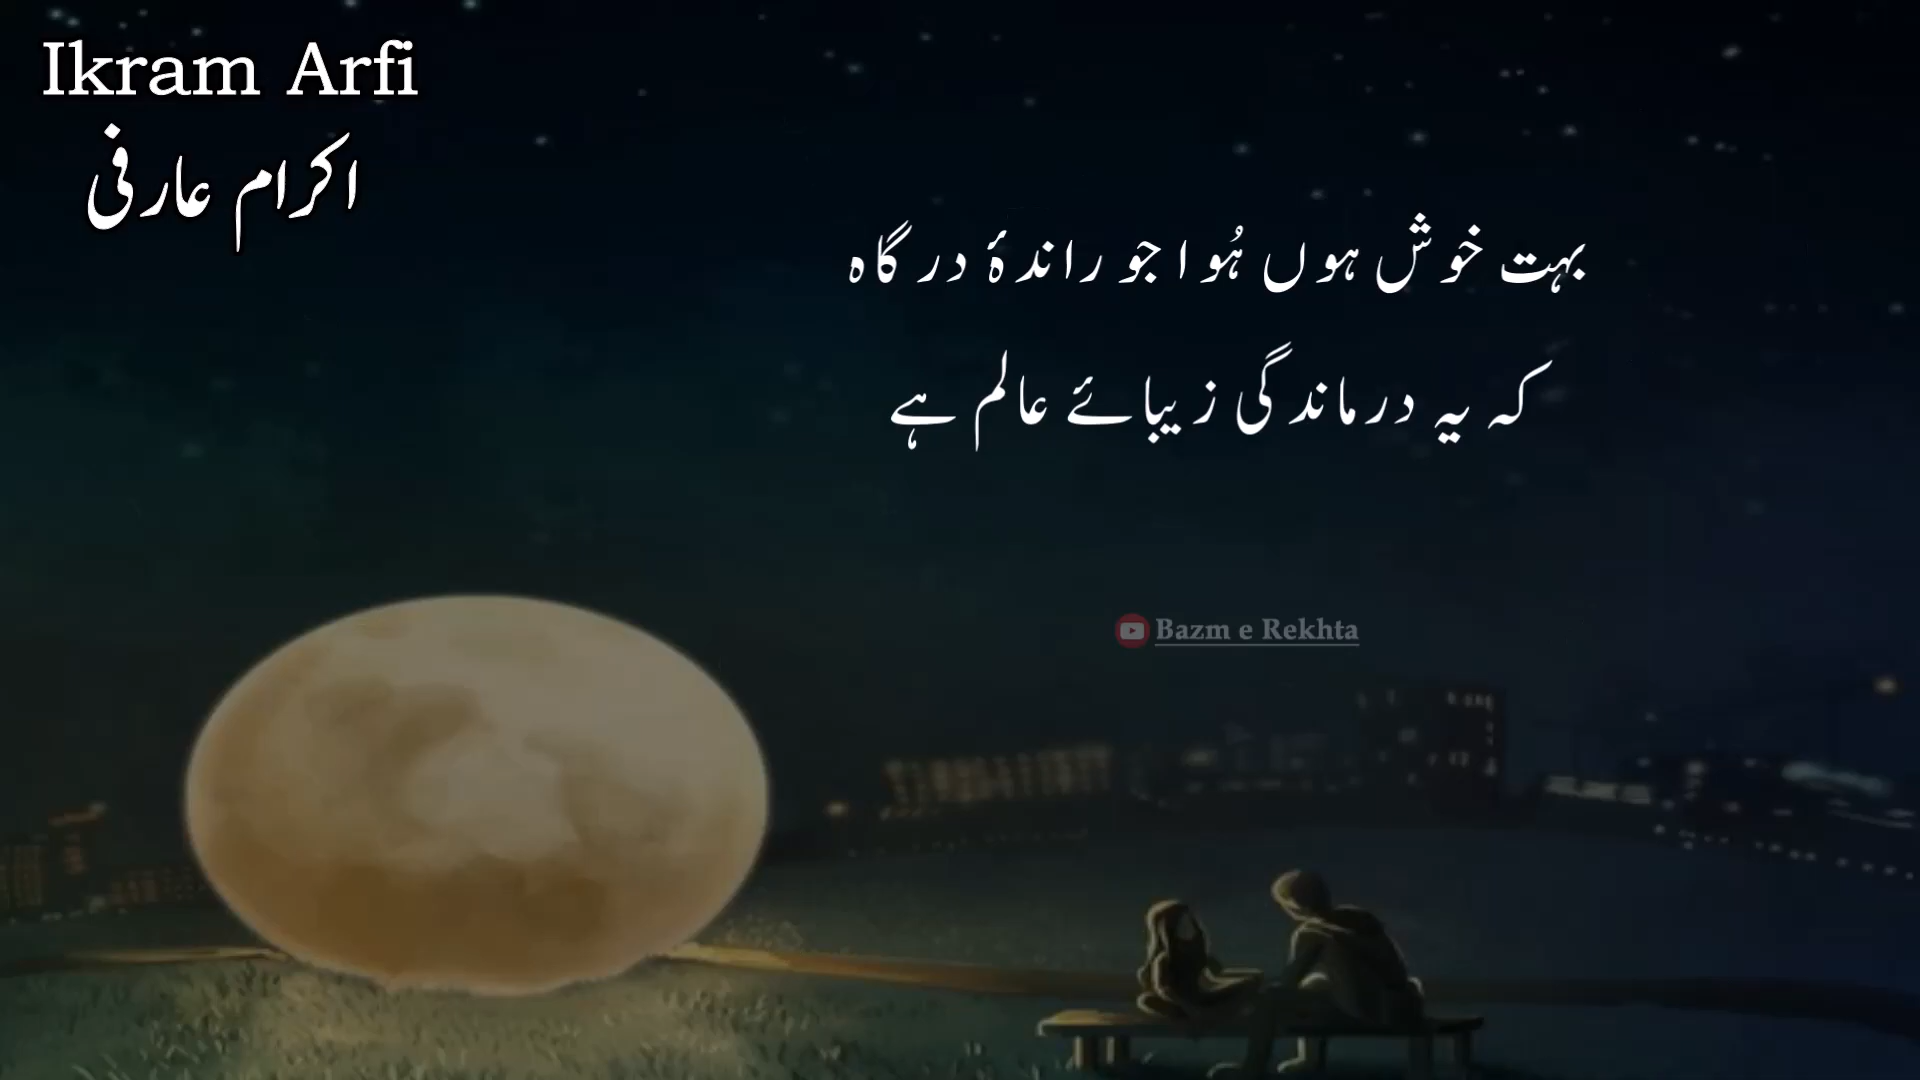 Ikram Arfi
اکرام عارفی
بہت خوش ہوں ہُوا جو راندۂ درگاہ
کہ یہ درماندگی زیبائے عالم ہے
Bazm e Rekhta